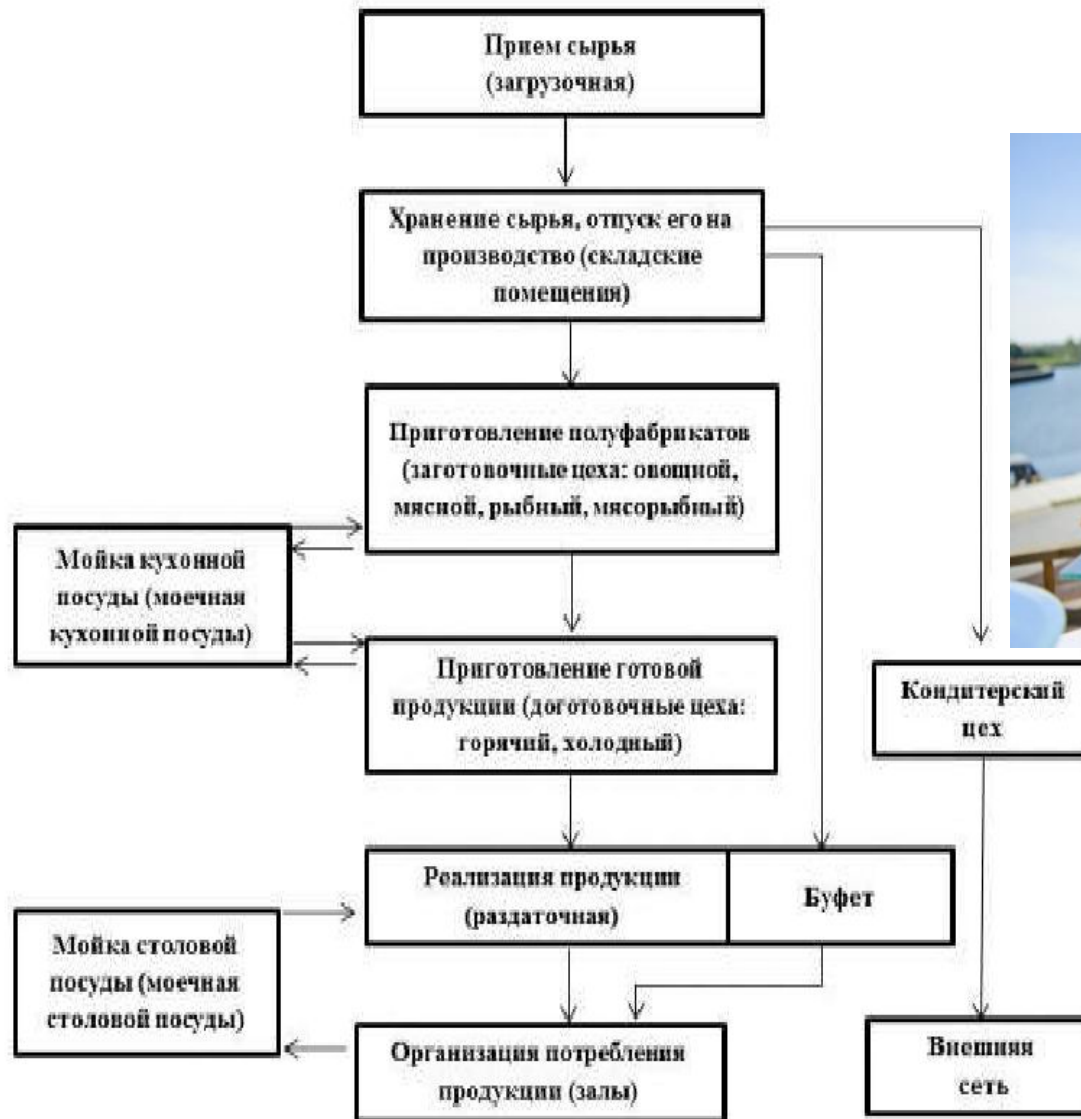 Прием сырья
(загрузочная)
Хранение сырья, отпуск его на
производство (складские
помещения)
Приготовление полуфабрикатов
(заготовочные цеха: овощной,
мясной, рыбный, мясорыбный)
Мойка кухонной
посуды (моечная
кухонной посуды)
Приготовление готовой
продукции (доготовочные цеха:
горячий, холодный)
Кондитерский
цех
Реализация продукции
(раздаточная)
Буфет
Мойка столовой
посуды (моечная
столовой посуды)
Организация потребления
продукции (залы)
Внешняя
сеть